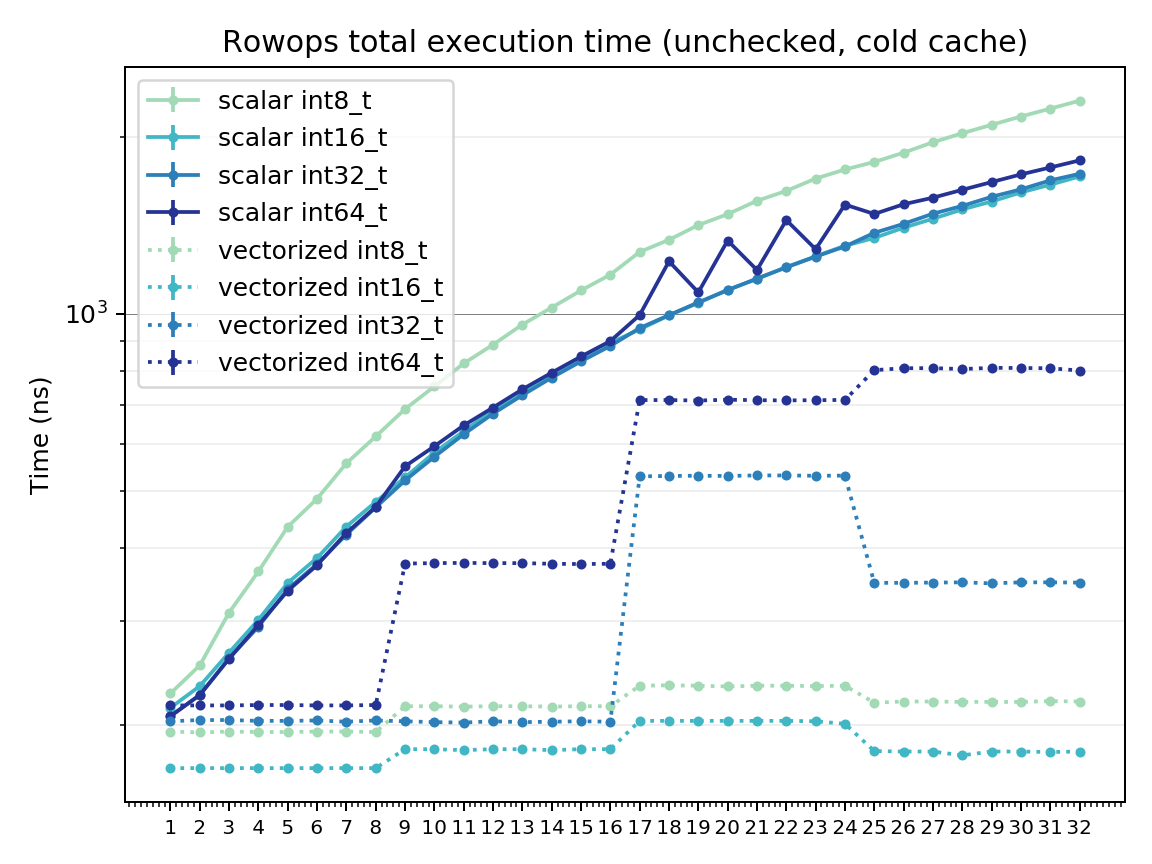 Rowops total execution time (unchecked, cold cache)
scalar int8_t
scalar int16_t
scalar int32_t
scalar int64_t
vectorized int8_t
vectorized int16_t
vectorized int32_t
vectorized int64_t
10³
Time (ns)
1 2 3 4 5 6 7 8 9 10 11 12 13 14 15 16 17 18 19 20 21 22 23 24 25 26 27 28 29 30 31 32